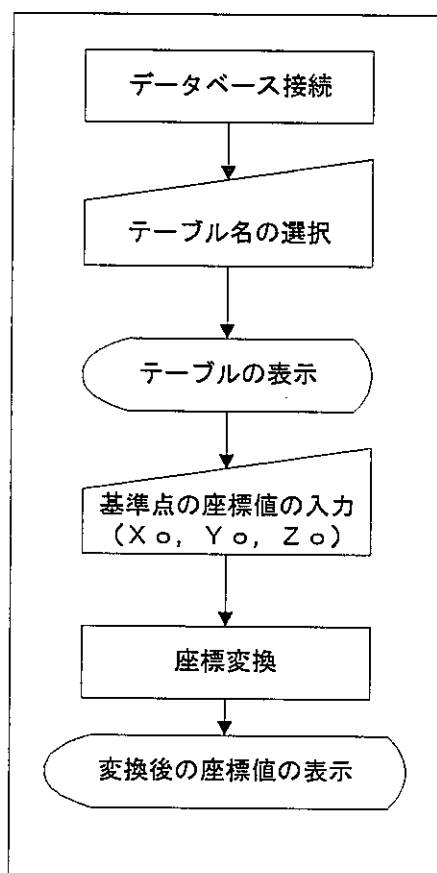 データベース接続
テーブル名の選択
テーブルの表示
基準点の座標値の入力
(Xo, Yo, Zo)
座標変換
変換後の座標値の表示